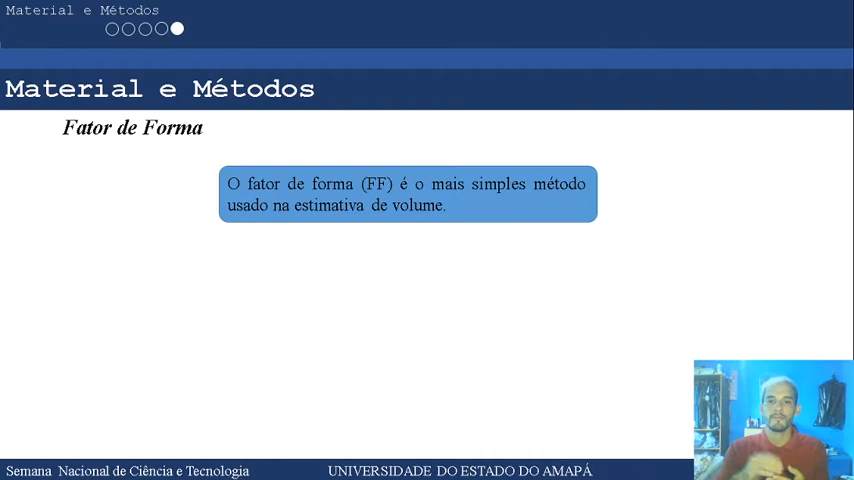 Material e Métodos
Material e Métodos
Fator de Forma
O fator de forma (FF) é o mais simples método
usado na estimativa de volume.
Semana Nacional de Ciência e Tecnologia
UNIVERSIDADE DO ESTADO DO AMAPÁ